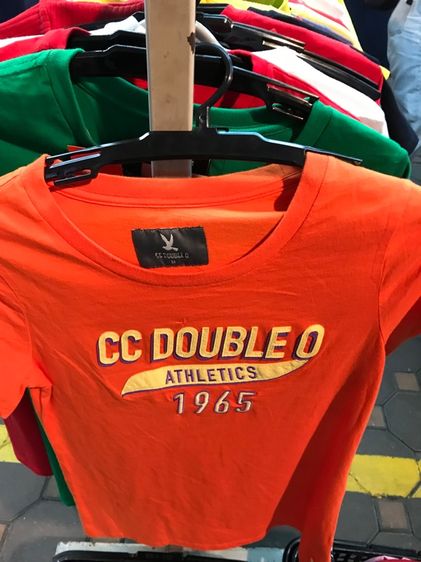 CC DOUBLE O
CC DOUBLE O
ATHLETICS
1965